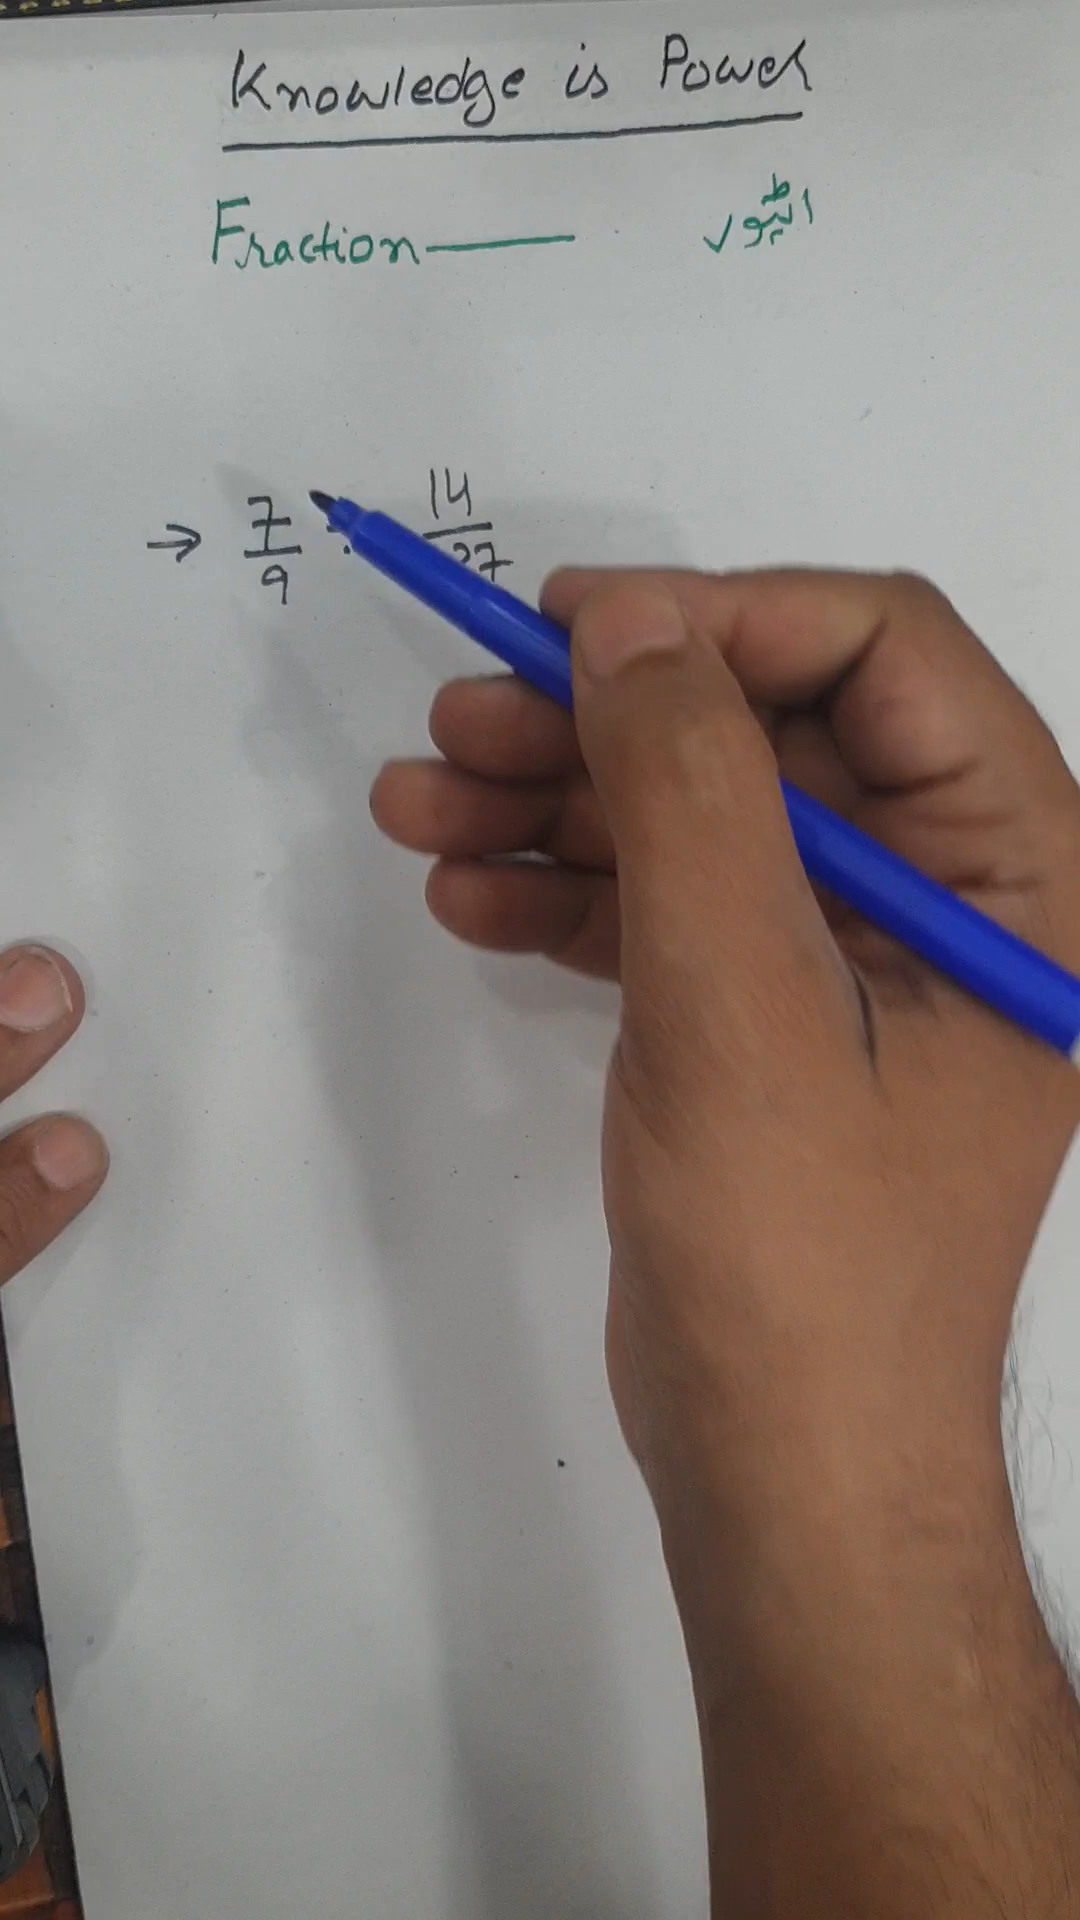 Knowledge is Power
Fraction —— 
→ 7/9 ÷ 14/27